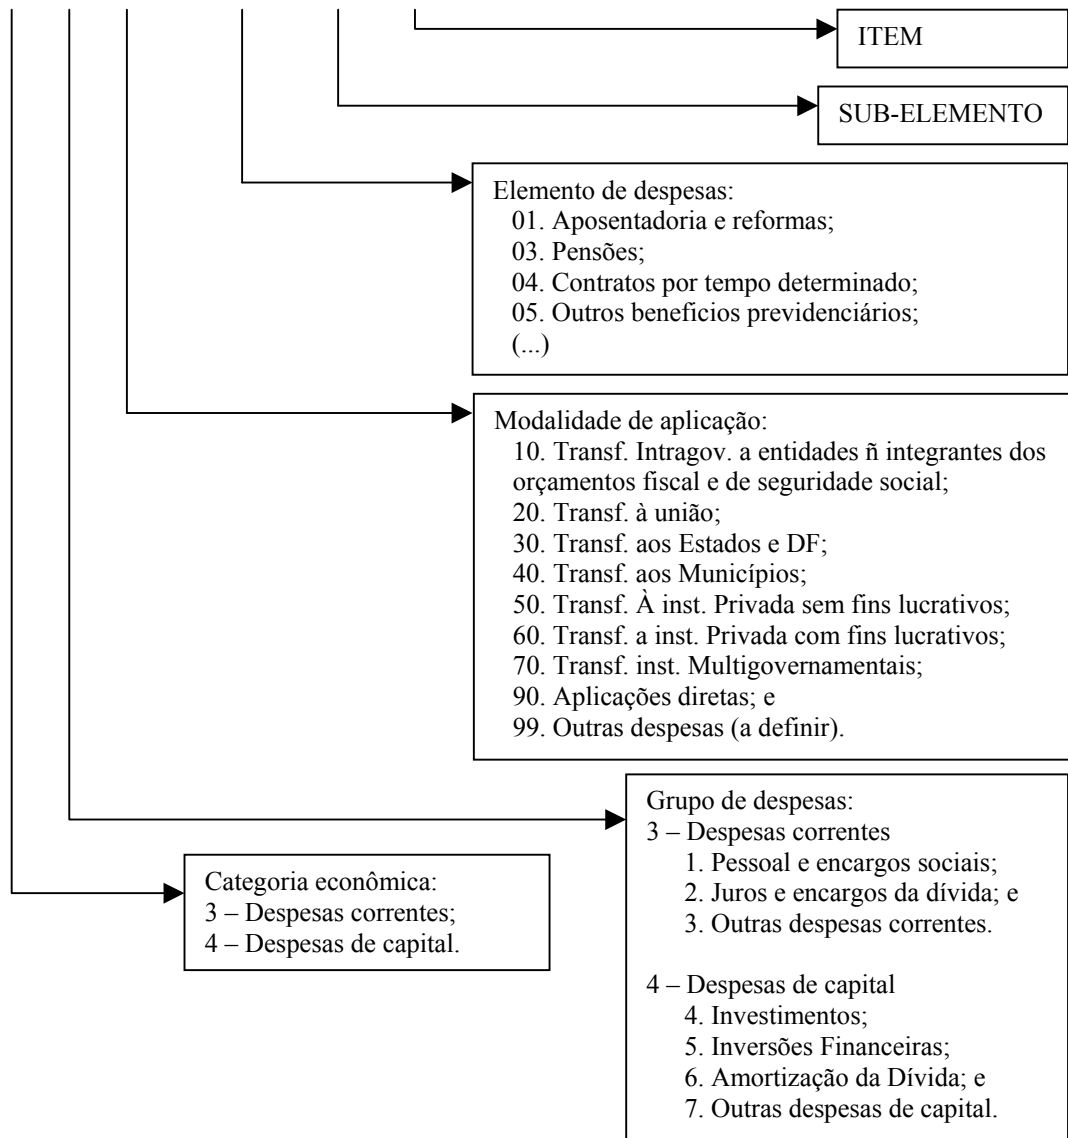 ITEM
SUB-ELEMENTO
Elemento de despesas:
01. Aposentadoria e reformas;
03. Pensões;
04. Contratos por tempo determinado;
05. Outros beneficios previdenciários;
(...)
Modalidade de aplicação:
10. Transf. Intragov. a entidades ñ integrantes dos
orçamentos fiscal e de seguridade social;
20. Transf. à união;
30. Transf. aos Estados e DF;
40. Transf. aos Municípios;
50. Transf. À inst. Privada sem fins lucrativos;
60. Transf. a inst. Privada com fins lucrativos;
70. Transf. inst. Multigovernamentais;
90. Aplicações diretas; e
99. Outras despesas (a definir).
Grupo de despesas:
3 – Despesas correntes
1. Pessoal e encargos sociais;
2. Juros e encargos da dívida; e
3. Outras despesas correntes.
4 – Despesas de capital
4. Investimentos;
5. Inversões Financeiras;
6. Amortização da Dívida; e
7. Outras despesas de capital.
Categoria econômica:
3 – Despesas correntes;
4 – Despesas de capital.